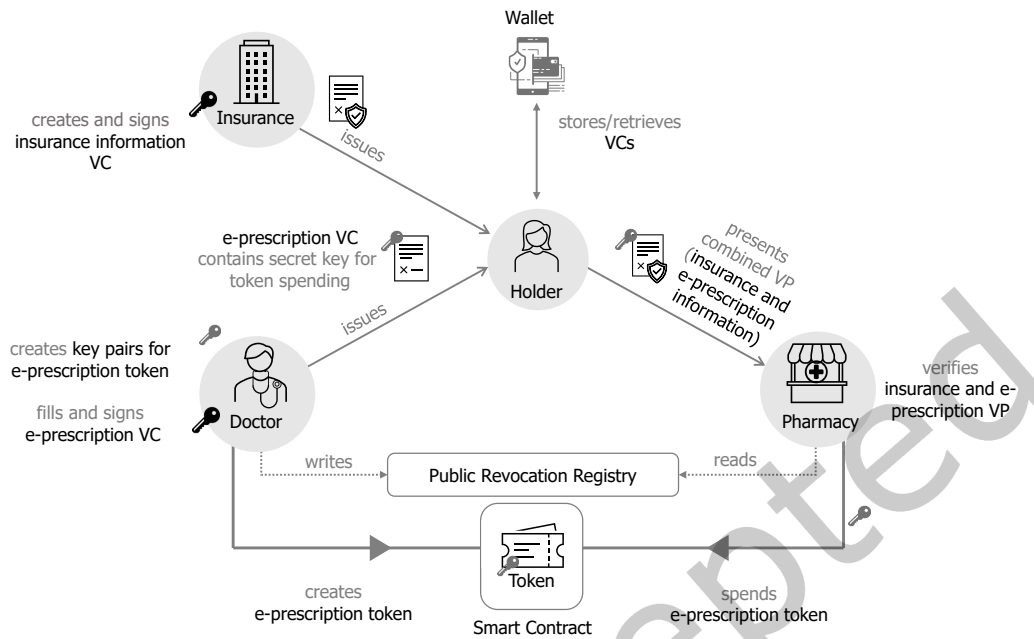 Wallet
Insurance
creates and signs
insurance information
VC
issues
stores/retrieves
VCs
e-prescription VC
contains secret key for
token spending
Holder
presents
combined VP
(insurance and
e-prescription
information)
issues
creates key pairs for
e-prescription token
fills and signs
e-prescription VC
Doctor
Pharmacy
verifies
insurance and e-
prescription VP
writes
Public Revocation Registry
reads
Token
creates
e-prescription token
spends
e-prescription token
Smart Contract